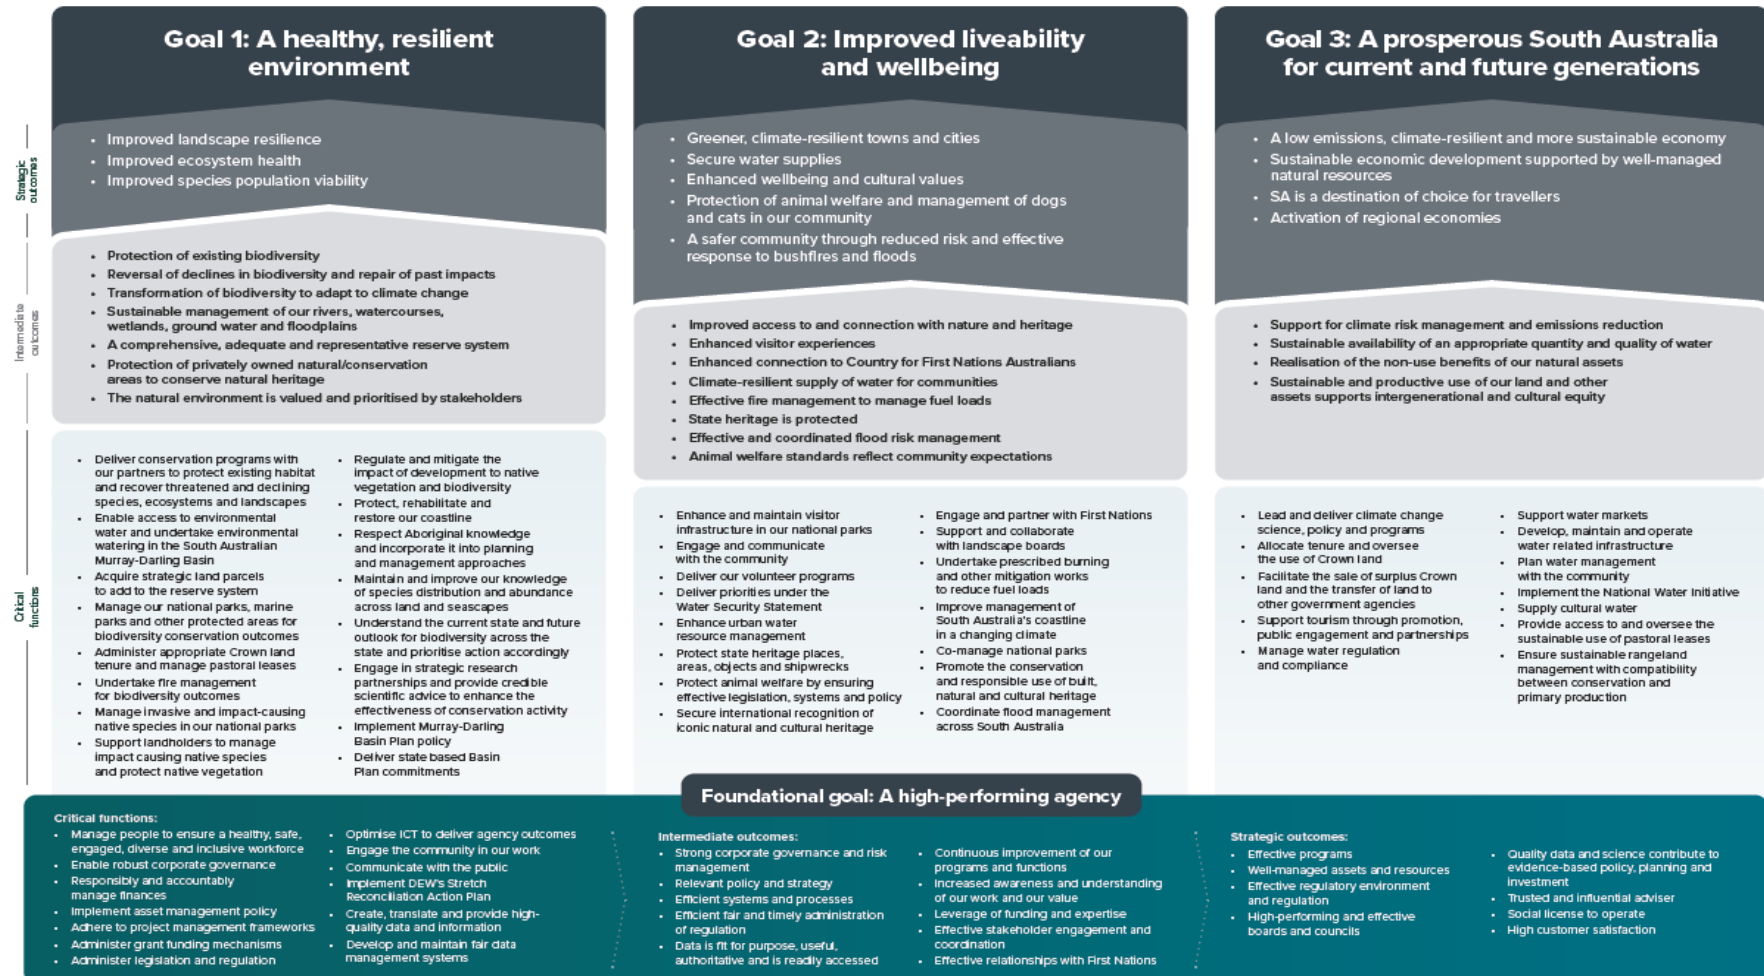 Goal 1: A healthy, resilient
environment
Goal 2: Improved liveability
and wellbeing
Goal 3: A prosperous South Australia
for current and future generations
Strategic
outcomes
• Improved landscape resilience
• Improved ecosystem health
• Improved species population viability
• Greener, climate-resilient towns and cities
• Secure water supplies
• Enhanced wellbeing and cultural values
• Protection of animal welfare and management of dogs
and cats in our community
• A safer community through reduced risk and effective
response to bushfires and floods
• A low emissions, climate-resilient and more sustainable economy
• Sustainable economic development supported by well-managed
natural resources
• SA is a destination of choice for travellers
• Activation of regional economies
Intermediate
outcomes
• Protection of existing biodiversity
• Reversal of declines in biodiversity and repair of past impacts
• Transformation of biodiversity to adapt to climate change
• Sustainable management of our rivers, watercourses,
wetlands, ground water and floodplains
• A comprehensive, adequate and representative reserve system
• Protection of privately owned natural/conservation
areas to conserve natural heritage
• The natural environment is valued and prioritised by stakeholders
• Improved access to and connection with nature and heritage
• Enhanced visitor experiences
• Enhanced connection to Country for First Nations Australians
• Climate-resilient supply of water for communities
• Effective fire management to manage fuel loads
• State heritage is protected
• Effective and coordinated flood risk management
• Animal welfare standards reflect community expectations
• Support for climate risk management and emissions reduction
• Sustainable availability of an appropriate quantity and quality of water
• Realisation of the non-use benefits of our natural assets
• Sustainable and productive use of our land and other
assets supports intergenerational and cultural equity
Critical
functions
• Deliver conservation programs with
our partners to protect existing habitat
and recover threatened and declining
species, ecosystems and landscapes
• Enable access to environmental
water and undertake environmental
watering in the South Australian
Murray-Darling Basin
• Acquire strategic land parcels
to add to the reserve system
• Manage our national parks, marine
parks and other protected areas for
biodiversity conservation outcomes
• Administer appropriate Crown land
tenure and manage pastoral leases
• Undertake fire management
for biodiversity outcomes
• Manage invasive and impact-causing
native species in our national parks
• Support landholders to manage
impact causing native species
and protect native vegetation
• Regulate and mitigate the
impact of development to native
vegetation and biodiversity
• Protect, rehabilitate and
restore our coastline
• Respect Aboriginal knowledge
and incorporate it into planning
and management approaches
• Maintain and improve our knowledge
of species distribution and abundance
across land and seascapes
• Understand the current state and future
outlook for biodiversity across the
state and prioritise action accordingly
• Engage in strategic research
partnerships and provide credible
scientific advice to enhance the
effectiveness of conservation activity
• Implement Murray-Darling
Basin Plan policy
• Deliver state based Basin
Plan commitments
• Enhance and maintain visitor
infrastructure in our national parks
• Engage and communicate
with the community
• Deliver our volunteer programs
• Deliver priorities under the
Water Security Statement
• Enhance urban water
resource management
• Protect state heritage places,
areas, objects and shipwrecks
• Protect animal welfare by ensuring
effective legislation, systems and policy
• Secure international recognition of
iconic natural and cultural heritage
• Engage and partner with First Nations
• Support and collaborate
with landscape boards
• Undertake prescribed burning
and other mitigation works
to reduce fuel loads
• Improve management of
South Australia's coastline
in a changing climate
• Co-manage national parks
• Promote the conservation
and responsible use of built,
natural and cultural heritage
• Coordinate flood management
across South Australia
• Lead and deliver climate change
science, policy and programs
• Allocate tenure and oversee
the use of Crown land
• Facilitate the sale of surplus Crown
land and the transfer of land to
other government agencies
• Support tourism through promotion,
public engagement and partnerships
• Manage water regulation
and compliance
• Support water markets
• Develop, maintain and operate
water related infrastructure
• Plan water management
with the community
• Implement the National Water Initiative
• Supply cultural water
• Provide access to and oversee the
sustainable use of pastoral leases
• Ensure sustainable rangeland
management with compatibility
between conservation and
primary production
Foundational goal: A high-performing agency
Critical functions:
• Manage people to ensure a healthy, safe,
engaged, diverse and inclusive workforce
• Enable robust corporate governance
• Responsibly and accountably
manage finances
• Implement asset management policy
• Adhere to project management frameworks
• Administer grant funding mechanisms
• Administer legislation and regulation
• Optimise ICT to deliver agency outcomes
• Engage the community in our work
• Communicate with the public
• Implement DEW's Stretch
Reconciliation Action Plan
• Create, translate and provide high-
quality data and information
• Develop and maintain fair data
management systems
Intermediate outcomes:
• Strong corporate governance and risk
management
• Relevant policy and strategy
• Efficient systems and processes
• Efficient fair and timely administration
of regulation
• Data is fit for purpose, useful,
authoritative and is readily accessed
• Continuous improvement of our
programs and functions
• Increased awareness and understanding
of our work and our value
• Leverage of funding and expertise
• Effective stakeholder engagement and
coordination
• Effective relationships with First Nations
Strategic outcomes:
• Effective programs
• Well-managed assets and resources
• Effective regulatory environment
and regulation
• High-performing and effective
boards and councils
• Quality data and science contribute to
evidence-based policy, planning and
investment
• Trusted and influential adviser
• Social license to operate
• High customer satisfaction